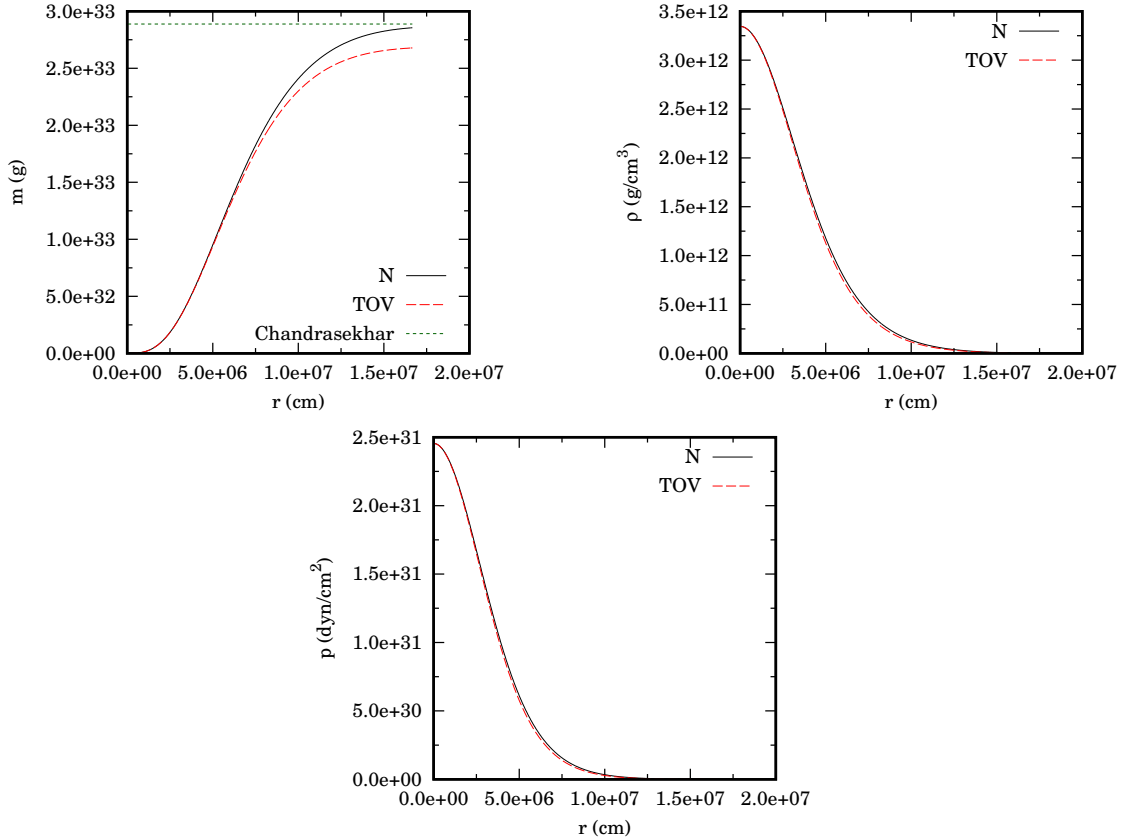 3.0e+33
2.5e+33
2.0e+33
1.5e+33
1.0e+33
5.0e+32
0.0e+00
m (g)
N
TOV
Chandrasekhar
0.0e+00 5.0e+06 1.0e+07 1.5e+07 2.0e+07
r (cm)
3.5e+12
3.0e+12
2.5e+12
2.0e+12
1.5e+12
1.0e+12
5.0e+11
0.0e+00
ρ (g/cm³)
N
TOV
0.0e+00 5.0e+06 1.0e+07 1.5e+07 2.0e+07
r (cm)
2.5e+31
2.0e+31
1.5e+31
1.0e+31
5.0e+30
0.0e+00
p (dyn/cm²)
N
TOV
0.0e+00 5.0e+06 1.0e+07 1.5e+07 2.0e+07
r (cm)